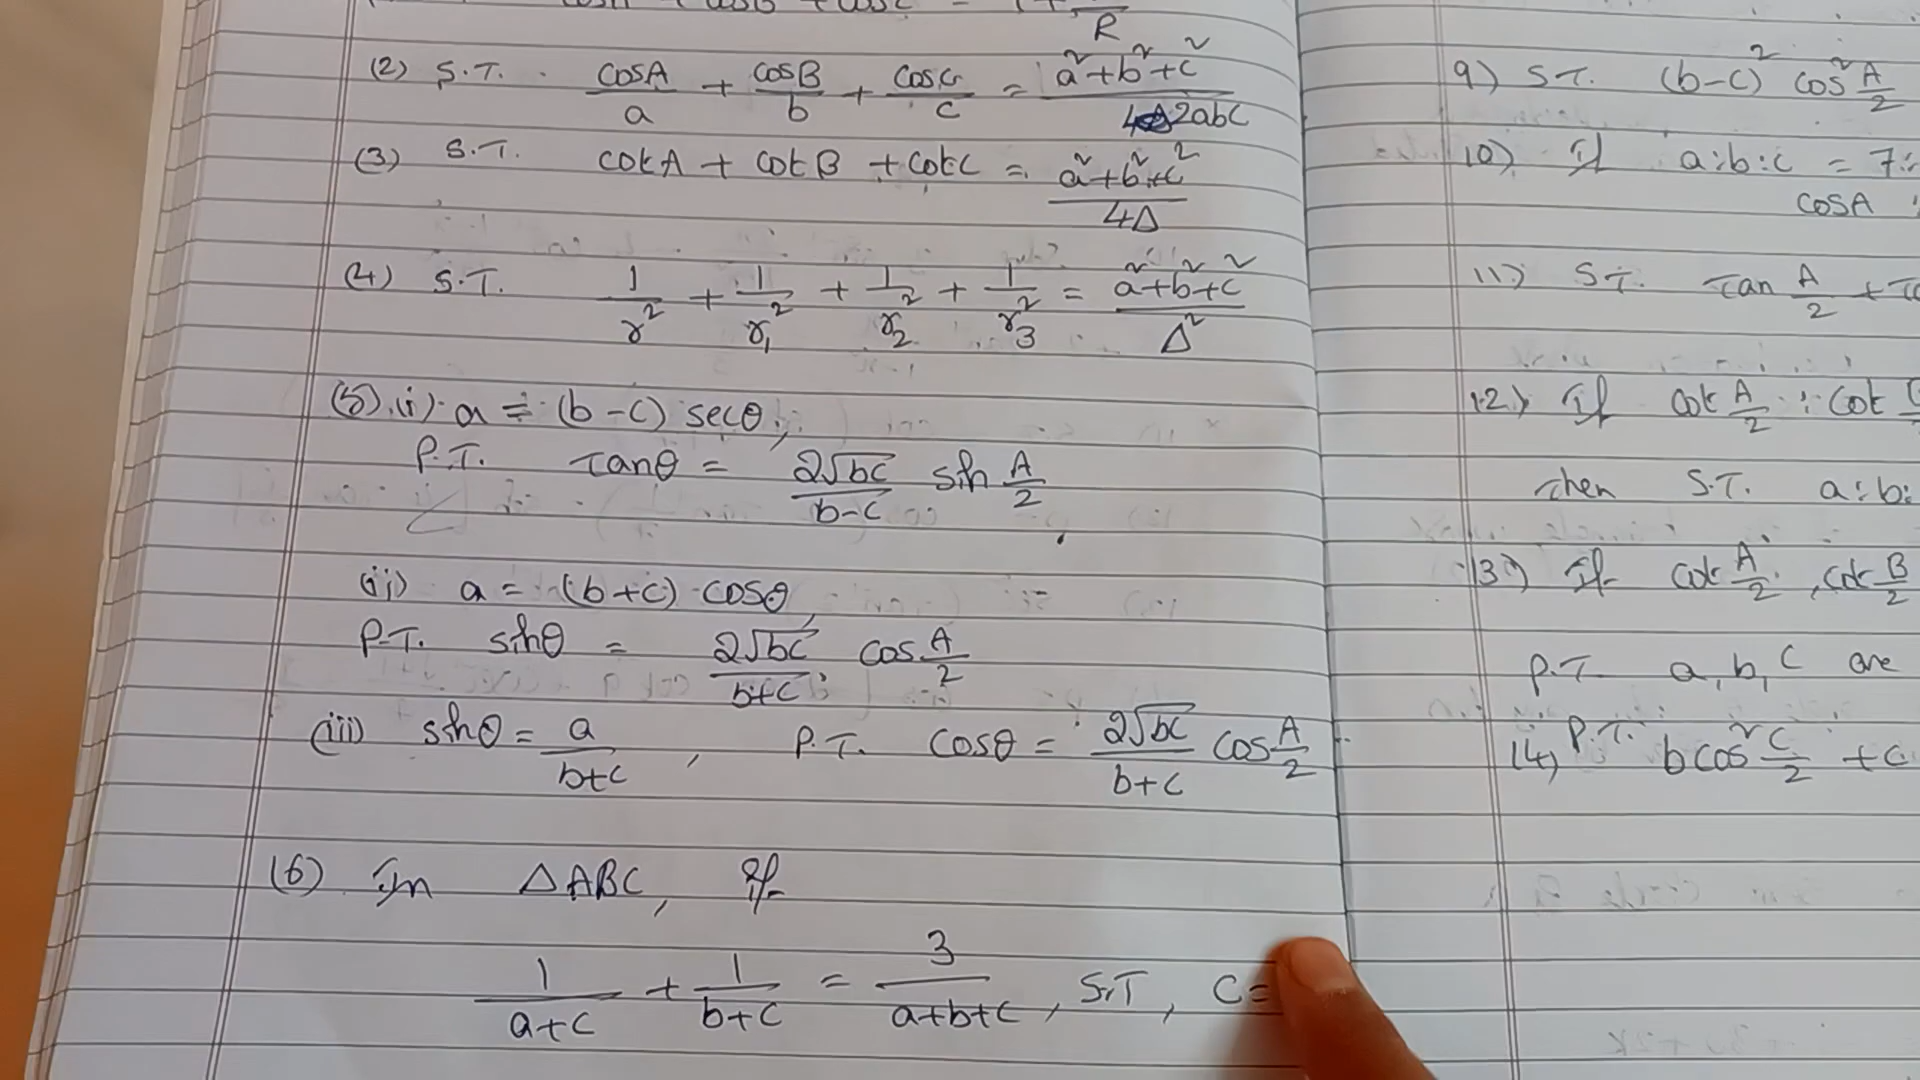 R
(2) S.T. cosA/a + cosB/b + cosC/c = a²+b²+c²/2abc
(3) S.T. cotA + cotB + cotC = a²+b²+c²/4Δ
(4) S.T. 1/r² + 1/r₁² + 1/r₂² + 1/r₃² = a²+b²+c²/Δ²
(5) (i) a = (b-c) secθ,
P.T. Tanθ = 2√bc/b-c sin A/2
(ii) a = (b+c) cosθ,
P.T. sinθ = 2√bc/b+c cos A/2
(iii) sinθ = a/b+c, P.T. cosθ = 2√bc/b+c cos A/2
(6) In ΔABC, if
1/a+c + 1/b+c = 3/a+b+c, S.T, C=
9) S.T. (b-c)² cos² A/2
10) If a:b:c = 7:
cosA :
11) S.T. Tan A/2 +
12) If cot A/2 : cot
then S.T. a:b:
13) If cot A/2, cot B/2
P.T a, b, c are
14) P.T. b cos² C/2 + c